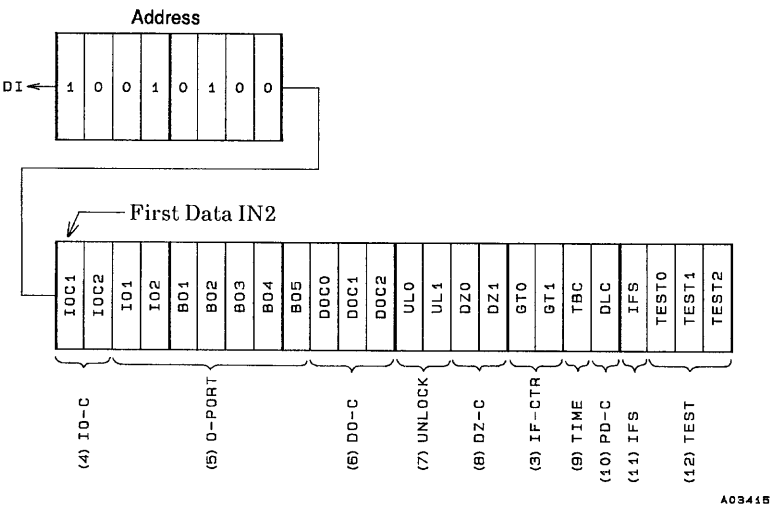 Address
DI
1 0 0 1 0 1 0 0
First Data IN2
IOC1 IOC2 IO1 IO2 BO1 BO2 BO3 BO4 BO5 DOC0 DOC1 DOC2 UL0 UL1 DZ0 DZ1 GT0 GT1 TBC DLC IFS TEST0 TEST1 TEST2
(4) IO-C
(5) O-PORT
(6) DO-C
(7) UNLOCK
(8) DZ-C
(3) IF-CTR
(9) TIME
(10) PD-C
(11) IFS
(12) TEST
A03415